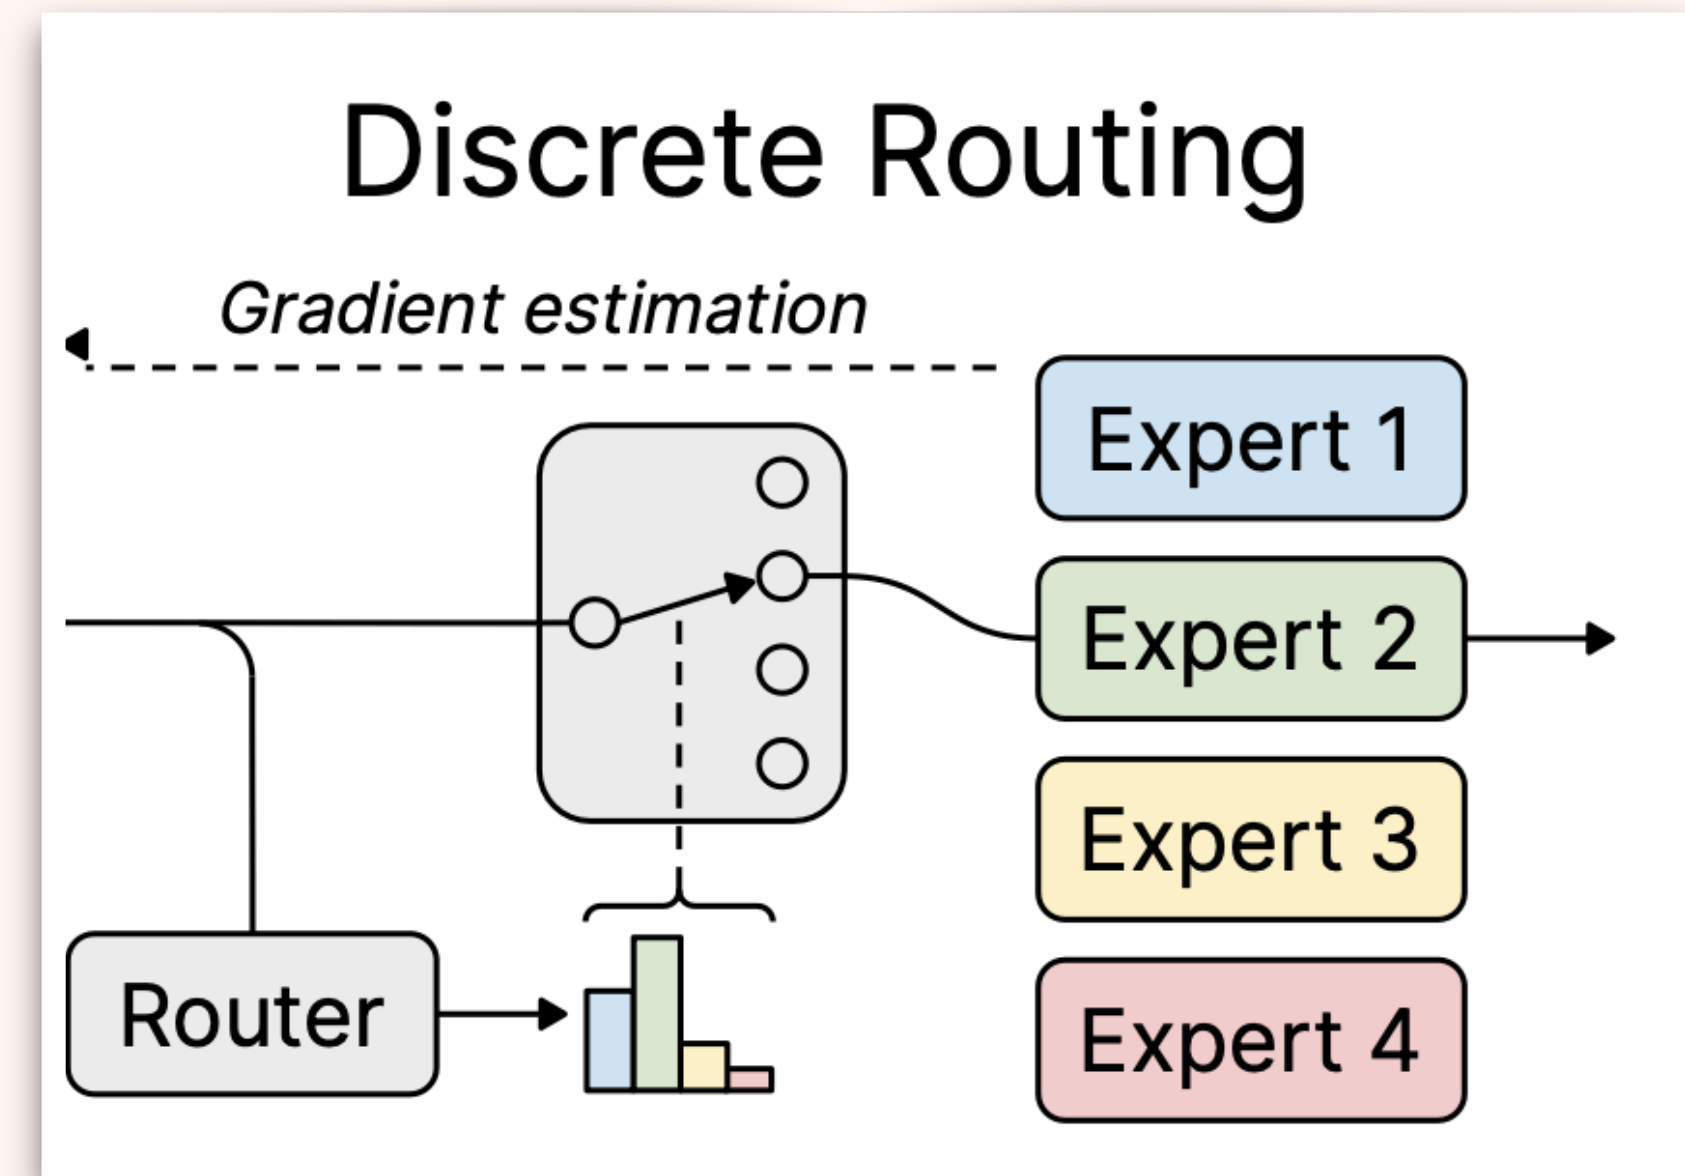 Discrete Routing
Gradient estimation
Expert 1
Expert 2
Expert 3
Expert 4
Router